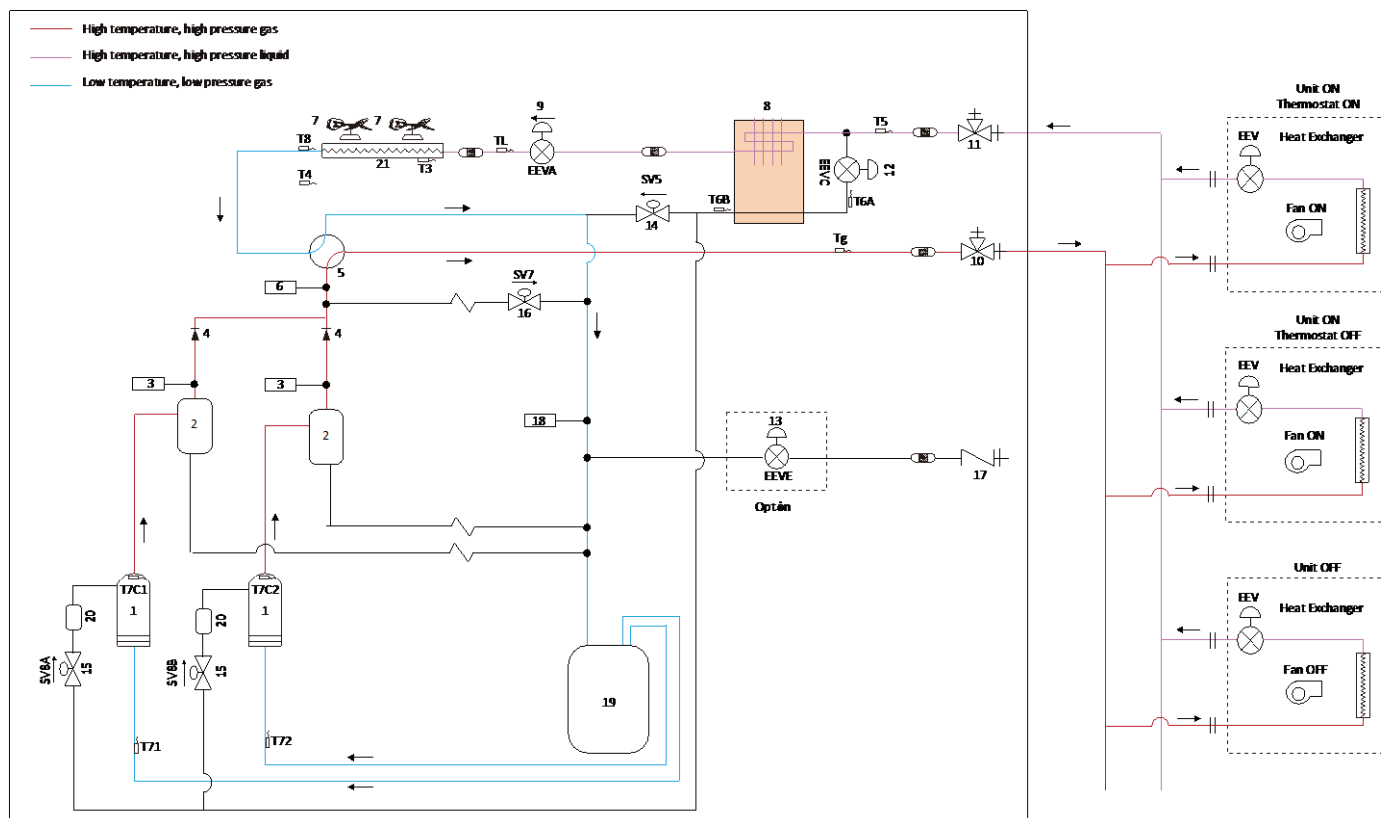 High temperature, high pressure gas
High temperature, high pressure liquid
Low temperature, low pressure gas
7
7
9
8
T8
21
T3
TL
EEVA
T5
11
T4
EEVC
12
SV5
14
T6B
T6A
5
Tg
10
6
SV7
16
4
4
3
3
2
2
18
13
EEVE
Optión
17
T7C1
1
T7C2
1
20
20
SV8A
15
SV8B
15
19
T71
T72
Unit ON
Thermostat ON
EEV
Heat Exchanger
Fan ON
Unit ON
Thermostat OFF
EEV
Heat Exchanger
Fan ON
Unit OFF
EEV
Heat Exchanger
Fan OFF